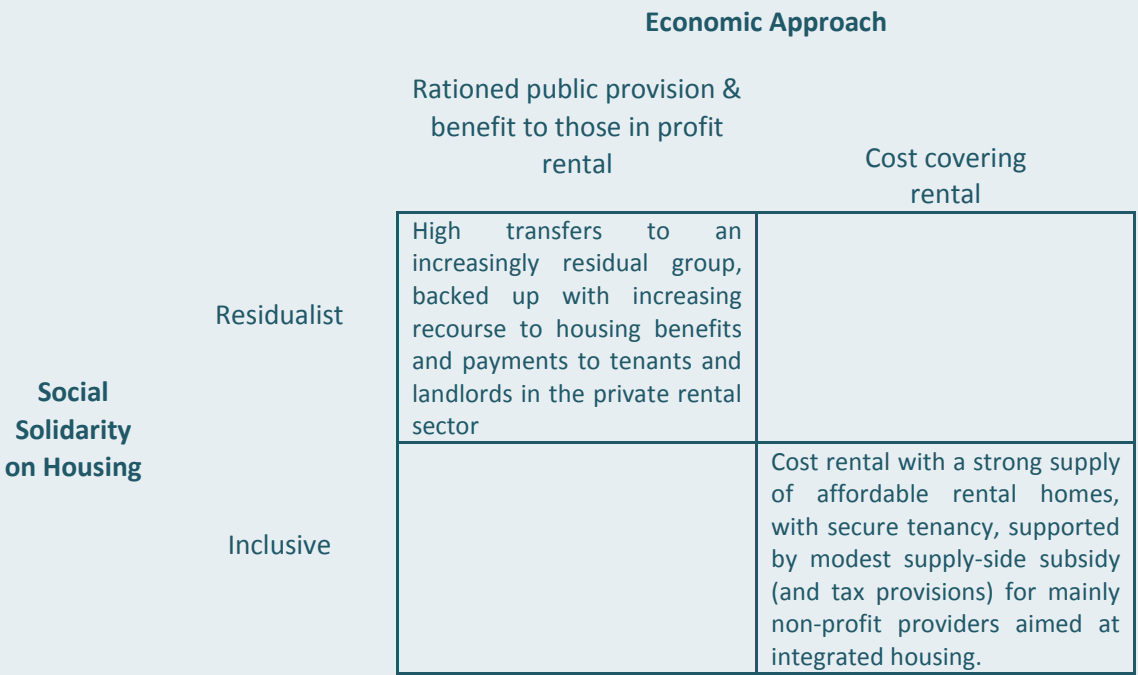 Economic Approach
Rationed public provision &
benefit to those in profit
rental
Cost covering
rental
High transfers to an
increasingly residual group,
backed up with increasing
recourse to housing benefits
and payments to tenants and
landlords in the private rental
sector
Residualist
Social
Solidarity
on Housing
Inclusive
Cost rental with a strong supply
of affordable rental homes,
with secure tenancy, supported
by modest supply-side subsidy
(and tax provisions) for mainly
non-profit providers aimed at
integrated housing.